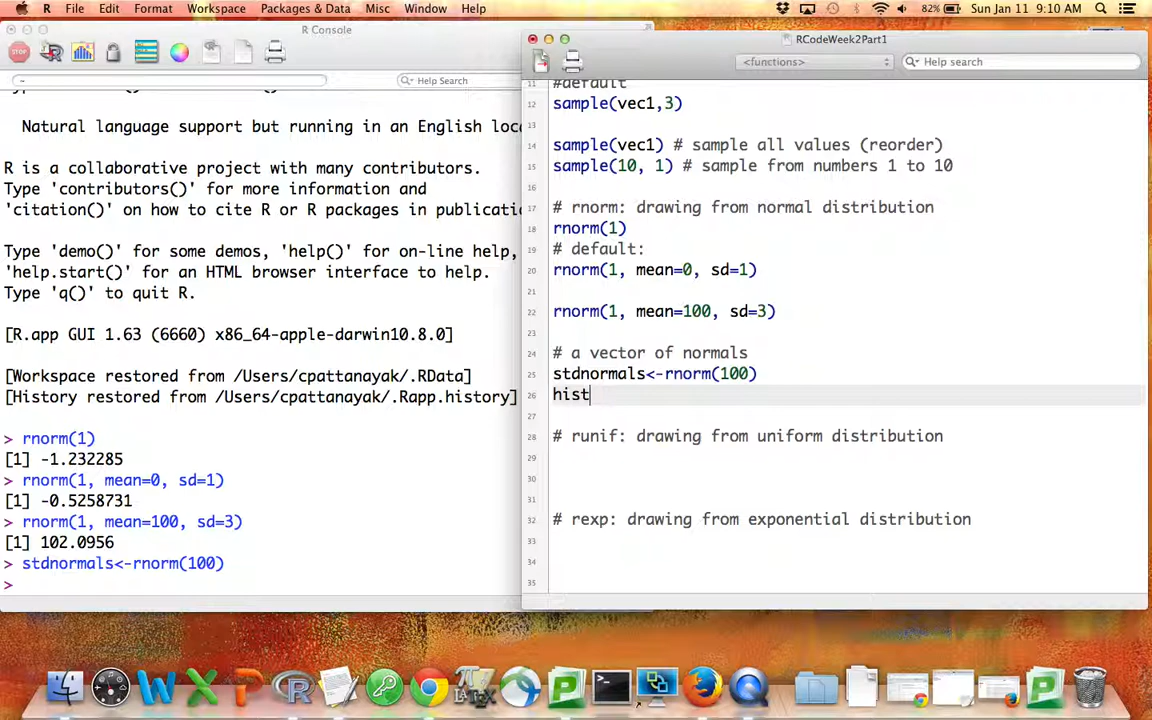 R File Edit Format Workspace Packages & Data Misc Window Help 82% Sun Jan 11 9:10 AM
R Console
STOP
~
Help Search
Natural language support but running in an English loc
R is a collaborative project with many contributors.
Type 'contributors()' for more information and
'citation()' on how to cite R or R packages in publicati
Type 'demo()' for some demos, 'help()' for on-line help,
'help.start()' for an HTML browser interface to help.
Type 'q()' to quit R.
[R.app GUI 1.63 (6660) x86_64-apple-darwin10.8.0]
[Workspace restored from /Users/cpattanayak/.RData]
[History restored from /Users/cpattanayak/.Rapp.history]
> rnorm(1)
[1] -1.232285
> rnorm(1, mean=0, sd=1)
[1] -0.5258731
> rnorm(1, mean=100, sd=3)
[1] 102.0956
> stdnormals<-rnorm(100)
>
RCodeWeek2Part1
<functions>
Help search
11 #default
12 sample(vec1,3)
13
14 sample(vec1) # sample all values (reorder)
15 sample(10, 1) # sample from numbers 1 to 10
16
17 # rnorm: drawing from normal distribution
18 rnorm(1)
19 # default:
20 rnorm(1, mean=0, sd=1)
21
22 rnorm(1, mean=100, sd=3)
23
24 # a vector of normals
25 stdnormals<-rnorm(100)
26 hist
27
28 # runif: drawing from uniform distribution
29
30
31
32 # rexp: drawing from exponential distribution
33
34
35